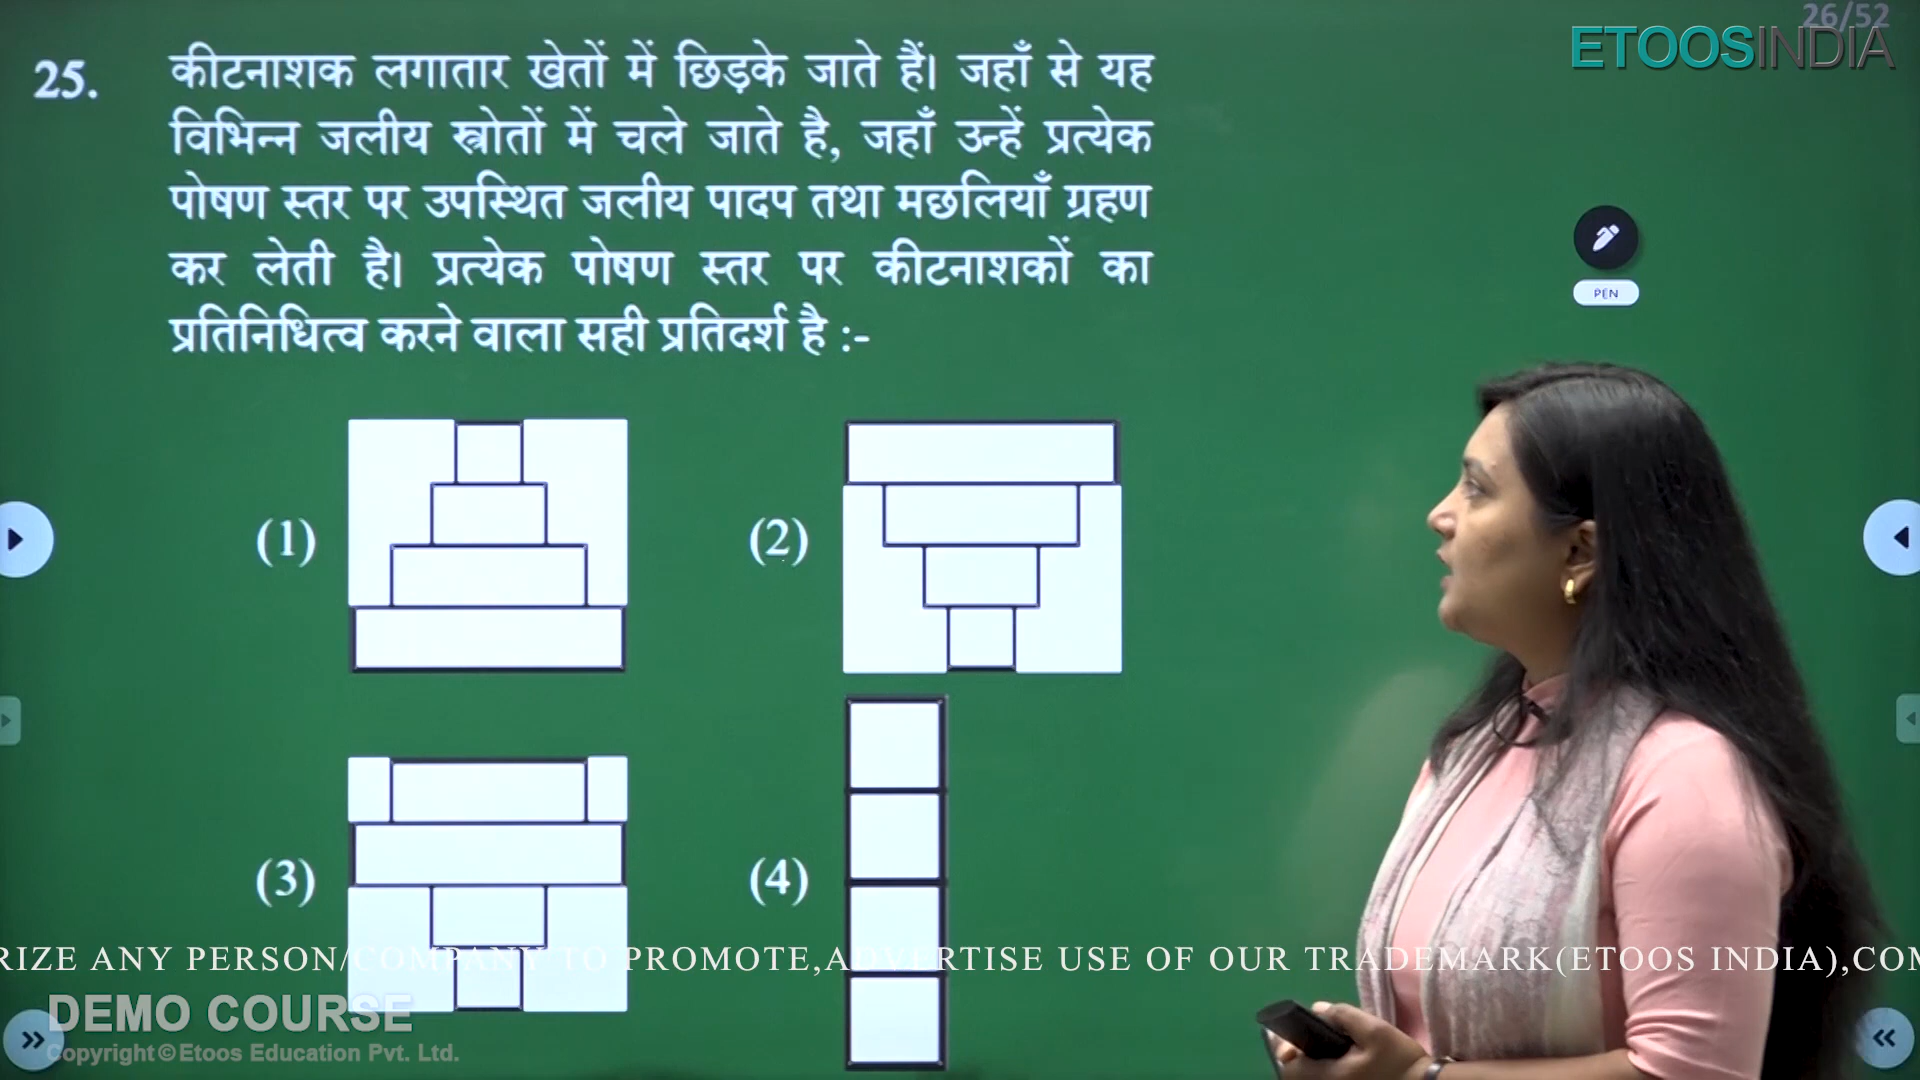 26/52
ETOOSINDIA
25. कीटनाशक लगातार खेतों में छिड़के जाते हैं। जहाँ से यह
विभिन्न जलीय स्त्रोतों में चले जाते है, जहाँ उन्हें प्रत्येक
पोषण स्तर पर उपस्थित जलीय पादप तथा मछलियाँ ग्रहण
कर लेती है। प्रत्येक पोषण स्तर पर कीटनाशकों का
प्रतिनिधित्व करने वाला सही प्रतिदर्श है :-
PEN
(1) (2)
(3) (4)
RIZE ANY PERSON/COMPANY TO PROMOTE,ADVERTISE USE OF OUR TRADEMARK(ETOOS INDIA),COM
DEMO COURSE
Copyright © Etoos Education Pvt. Ltd.